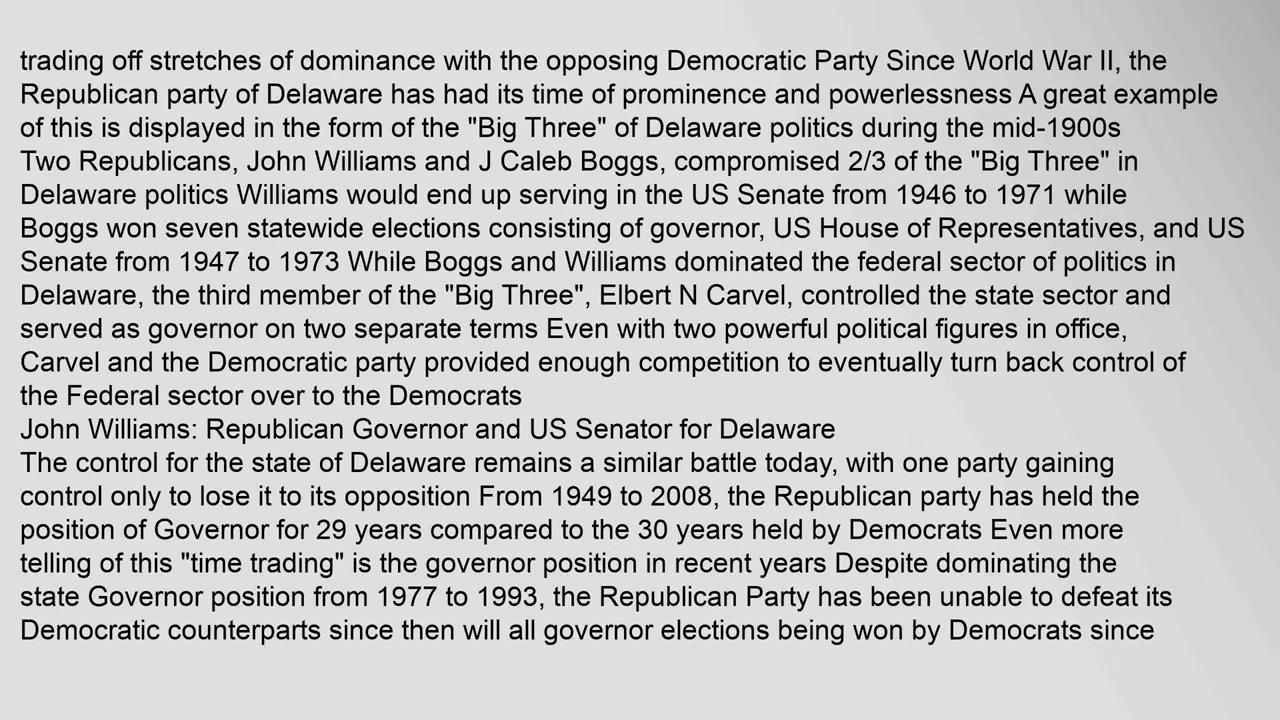 trading off stretches of dominance with the opposing Democratic Party Since World War II, the
Republican party of Delaware has had its time of prominence and powerlessness A great example
of this is displayed in the form of the "Big Three" of Delaware politics during the mid-1900s
Two Republicans, John Williams and J Caleb Boggs, compromised 2/3 of the "Big Three" in
Delaware politics Williams would end up serving in the US Senate from 1946 to 1971 while
Boggs won seven statewide elections consisting of governor, US House of Representatives, and US
Senate from 1947 to 1973 While Boggs and Williams dominated the federal sector of politics in
Delaware, the third member of the "Big Three", Elbert N Carvel, controlled the state sector and
served as governor on two separate terms Even with two powerful political figures in office,
Carvel and the Democratic party provided enough competition to eventually turn back control of
the Federal sector over to the Democrats
John Williams: Republican Governor and US Senator for Delaware
The control for the state of Delaware remains a similar battle today, with one party gaining
control only to lose it to its opposition From 1949 to 2008, the Republican party has held the
position of Governor for 29 years compared to the 30 years held by Democrats Even more
telling of this "time trading" is the governor position in recent years Despite dominating the
state Governor position from 1977 to 1993, the Republican Party has been unable to defeat its
Democratic counterparts since then will all governor elections being won by Democrats since